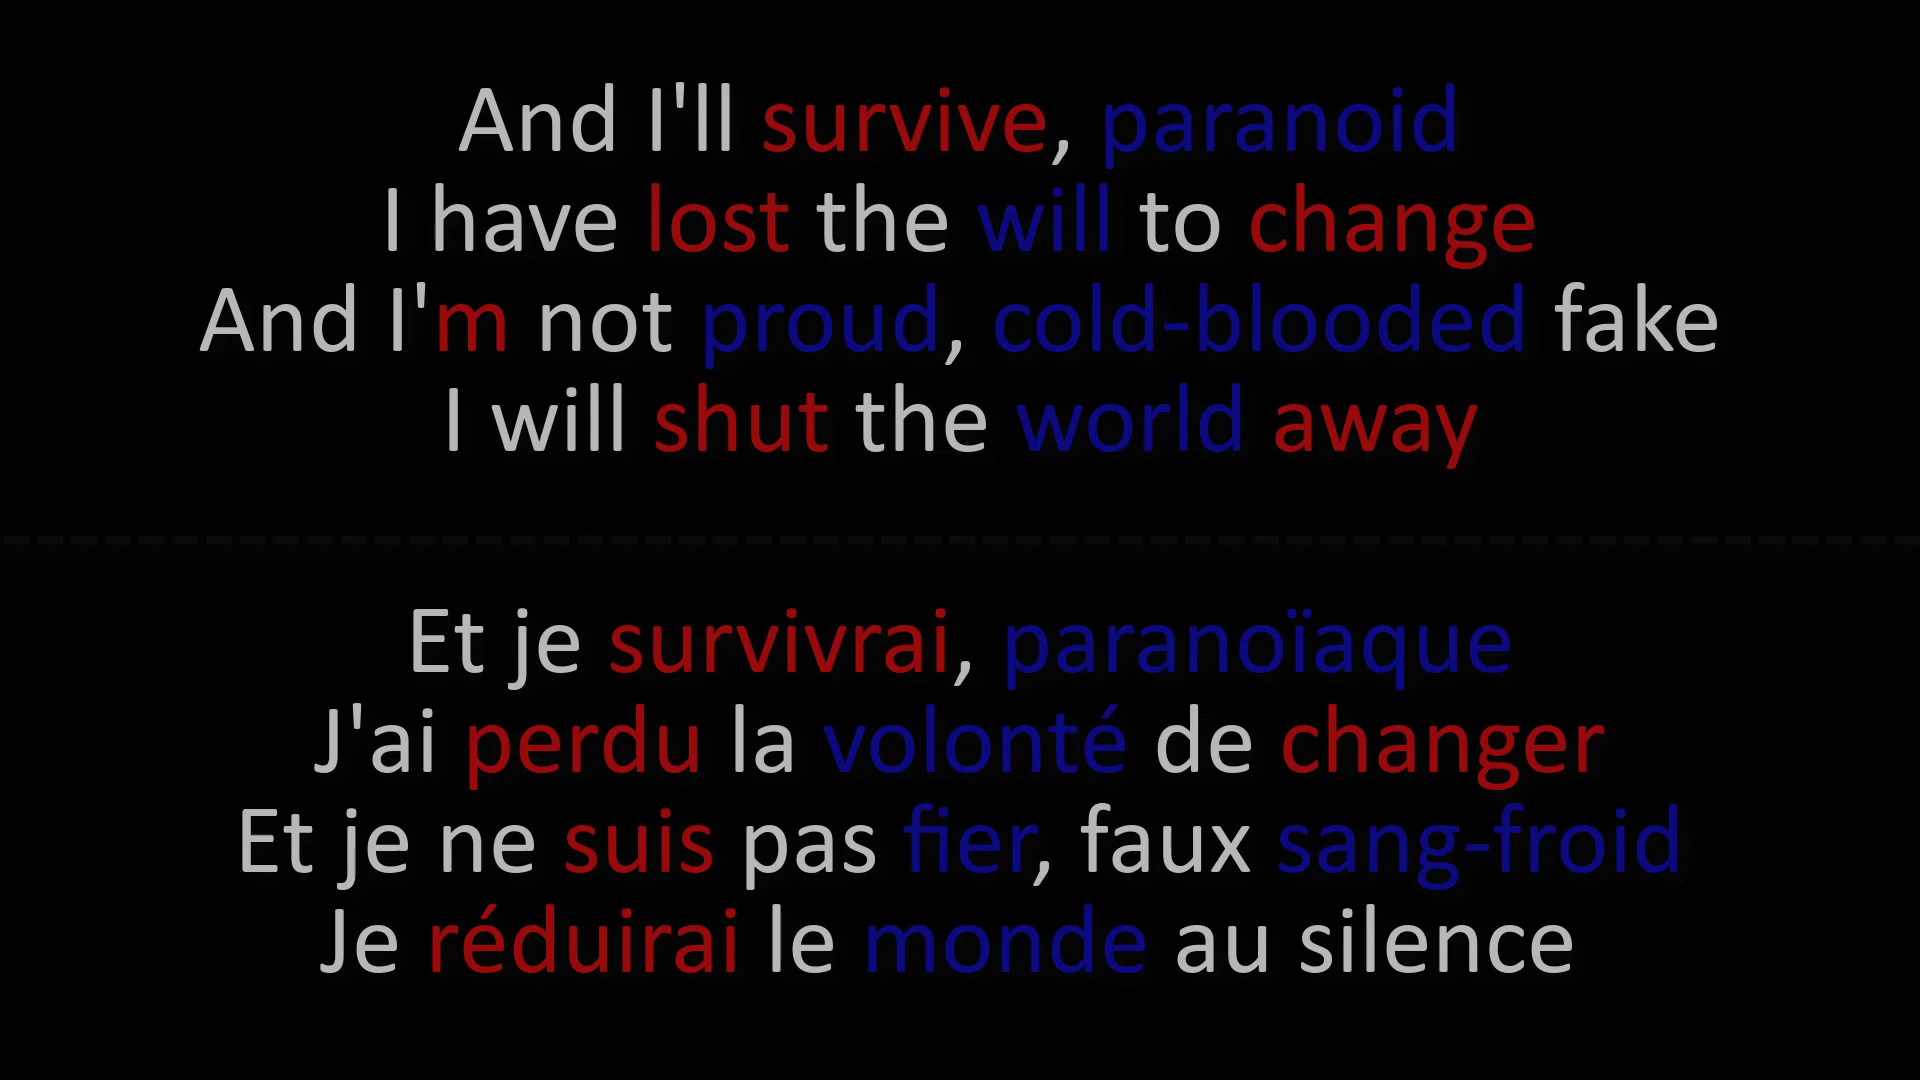 And I'll survive, paranoid
I have lost the will to change
And I'm not proud, cold-blooded fake
I will shut the world away
Et je survivrai, paranoïaque
J'ai perdu la volonté de changer
Et je ne suis pas fier, faux sang-froid
Je réduirai le monde au silence